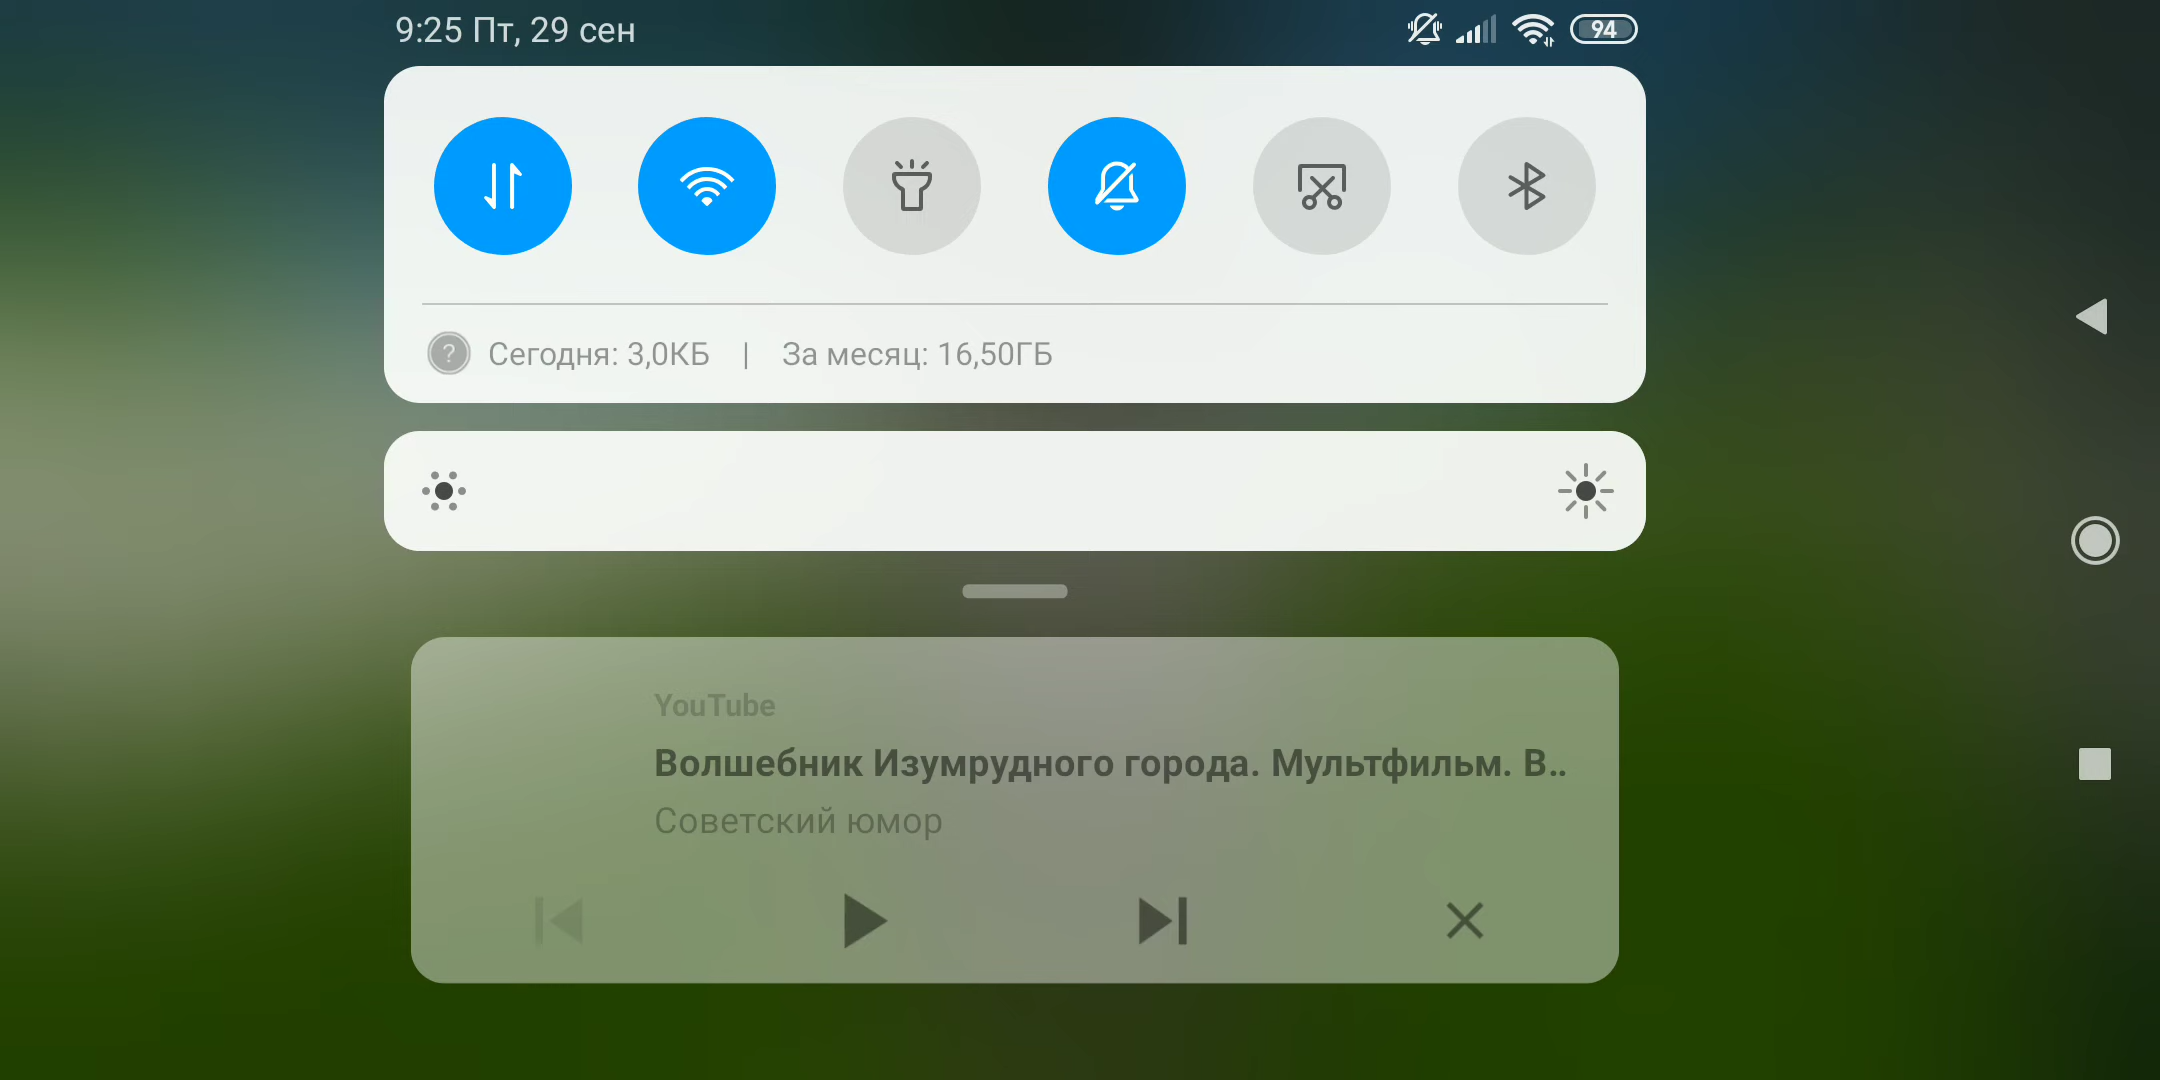 9:25 Пт, 29 сен
94
? Сегодня: 3,0КБ | За месяц: 16,50ГБ
YouTube
Волшебник Изумрудного города. Мультфильм. В..
Советский юмор